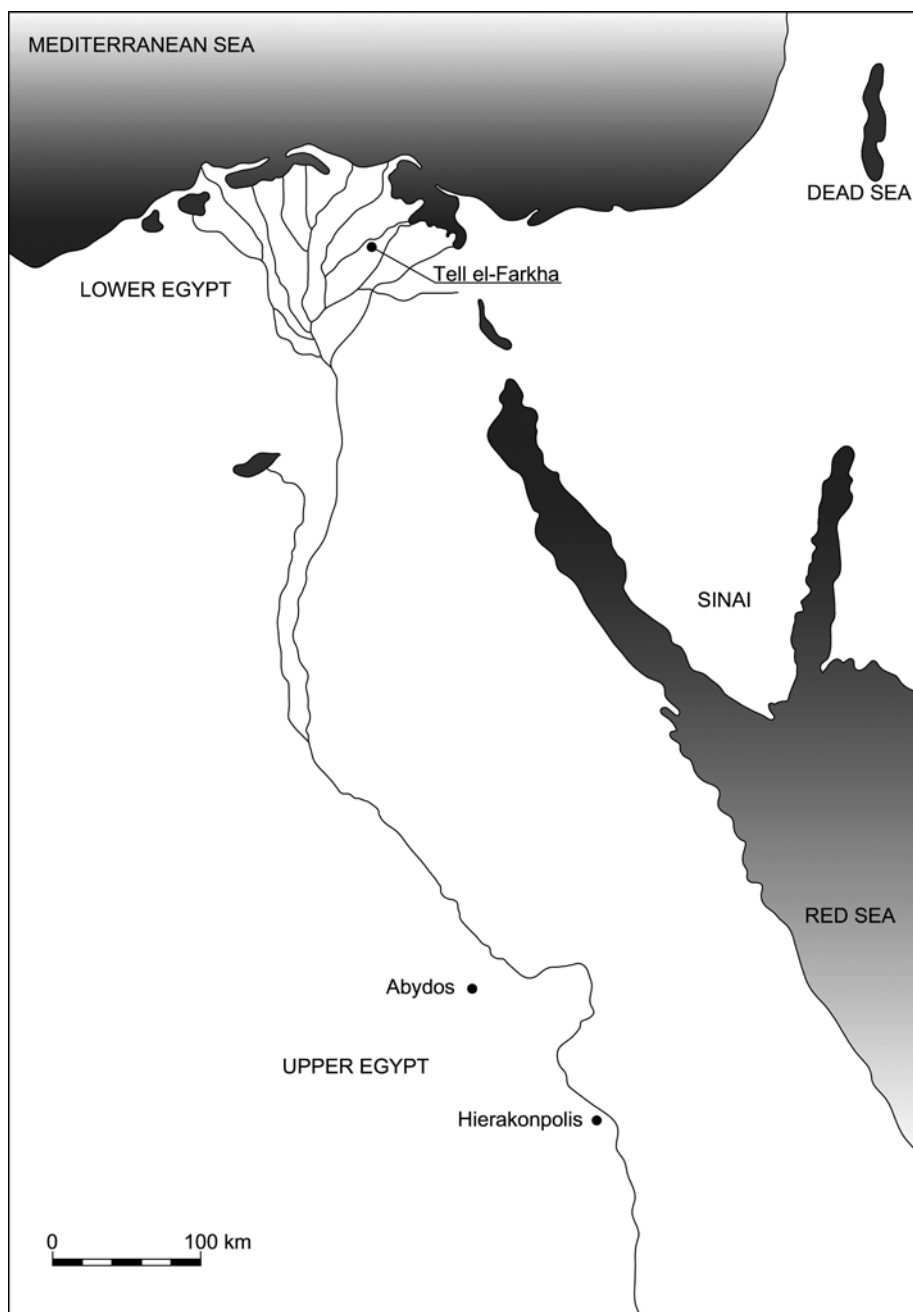 MEDITERRANEAN SEA
DEAD SEA
Tell el-Farkha
LOWER EGYPT
SINAI
RED SEA
Abydos
UPPER EGYPT
Hierakonpolis
0 100 km